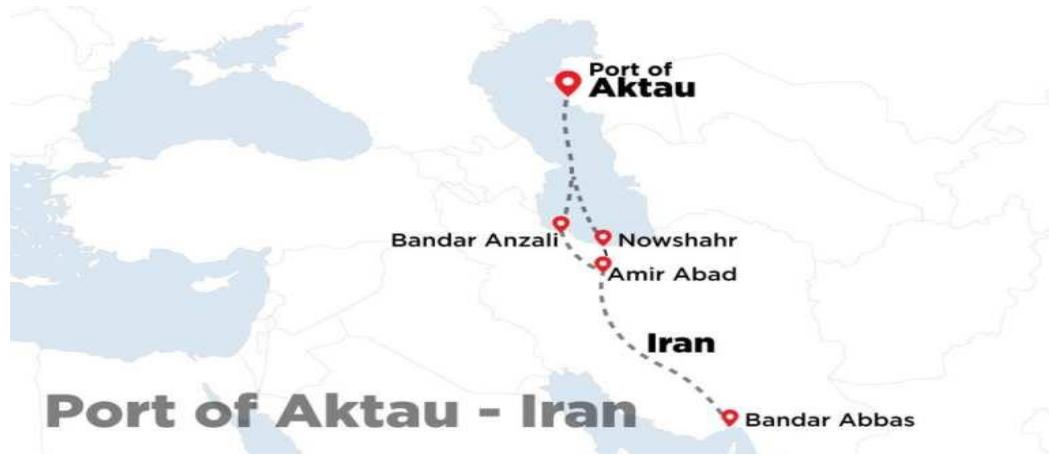 Port of
Aktau
Bandar Anzali
Nowshahr
Amir Abad
Iran
Port of Aktau - Iran
Bandar Abbas